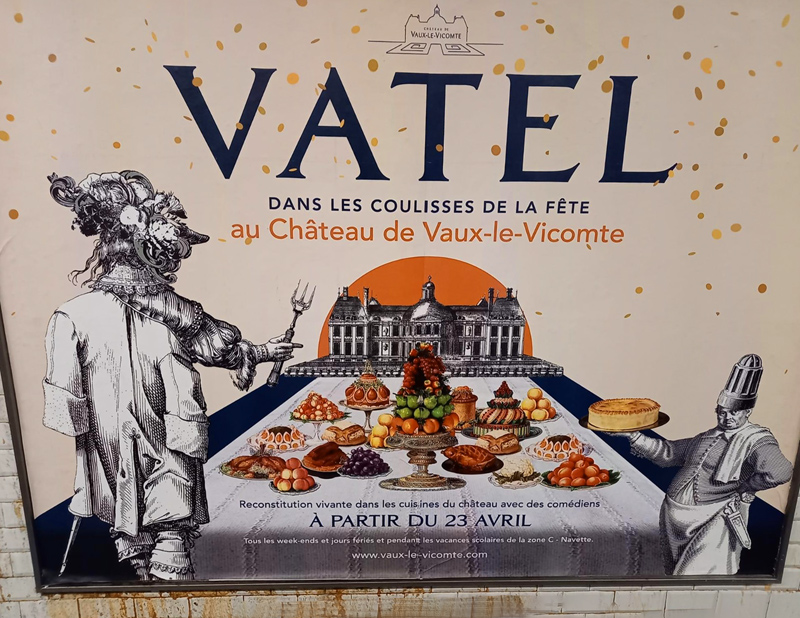 CHÂTEAU DE
VAUX-LE-VICOMTE
VATEL
DANS LES COULISSES DE LA FÊTE
au Château de Vaux-le-Vicomte
Reconstitution vivante dans les cuisines du château avec des comédiens
À PARTIR DU 23 AVRIL
Tous les week-ends et jours fériés et pendant les vacances scolaires de la zone C - Navette.
www.vaux-le-vicomte.com